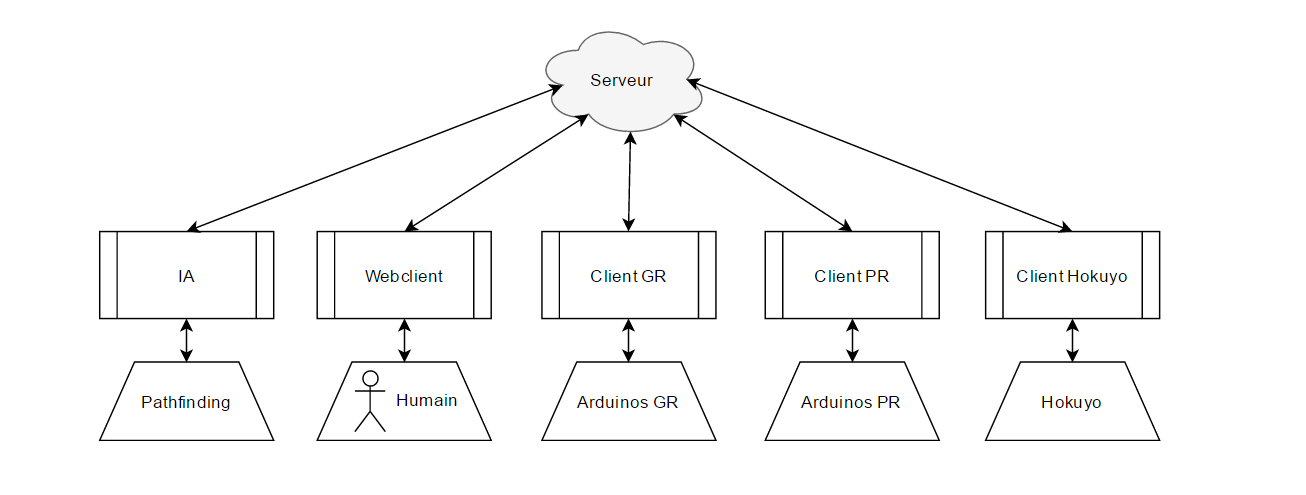 Serveur
IA
Webclient
Client GR
Client PR
Client Hokuyo
Pathfinding
Humain
Arduinos GR
Arduinos PR
Hokuyo